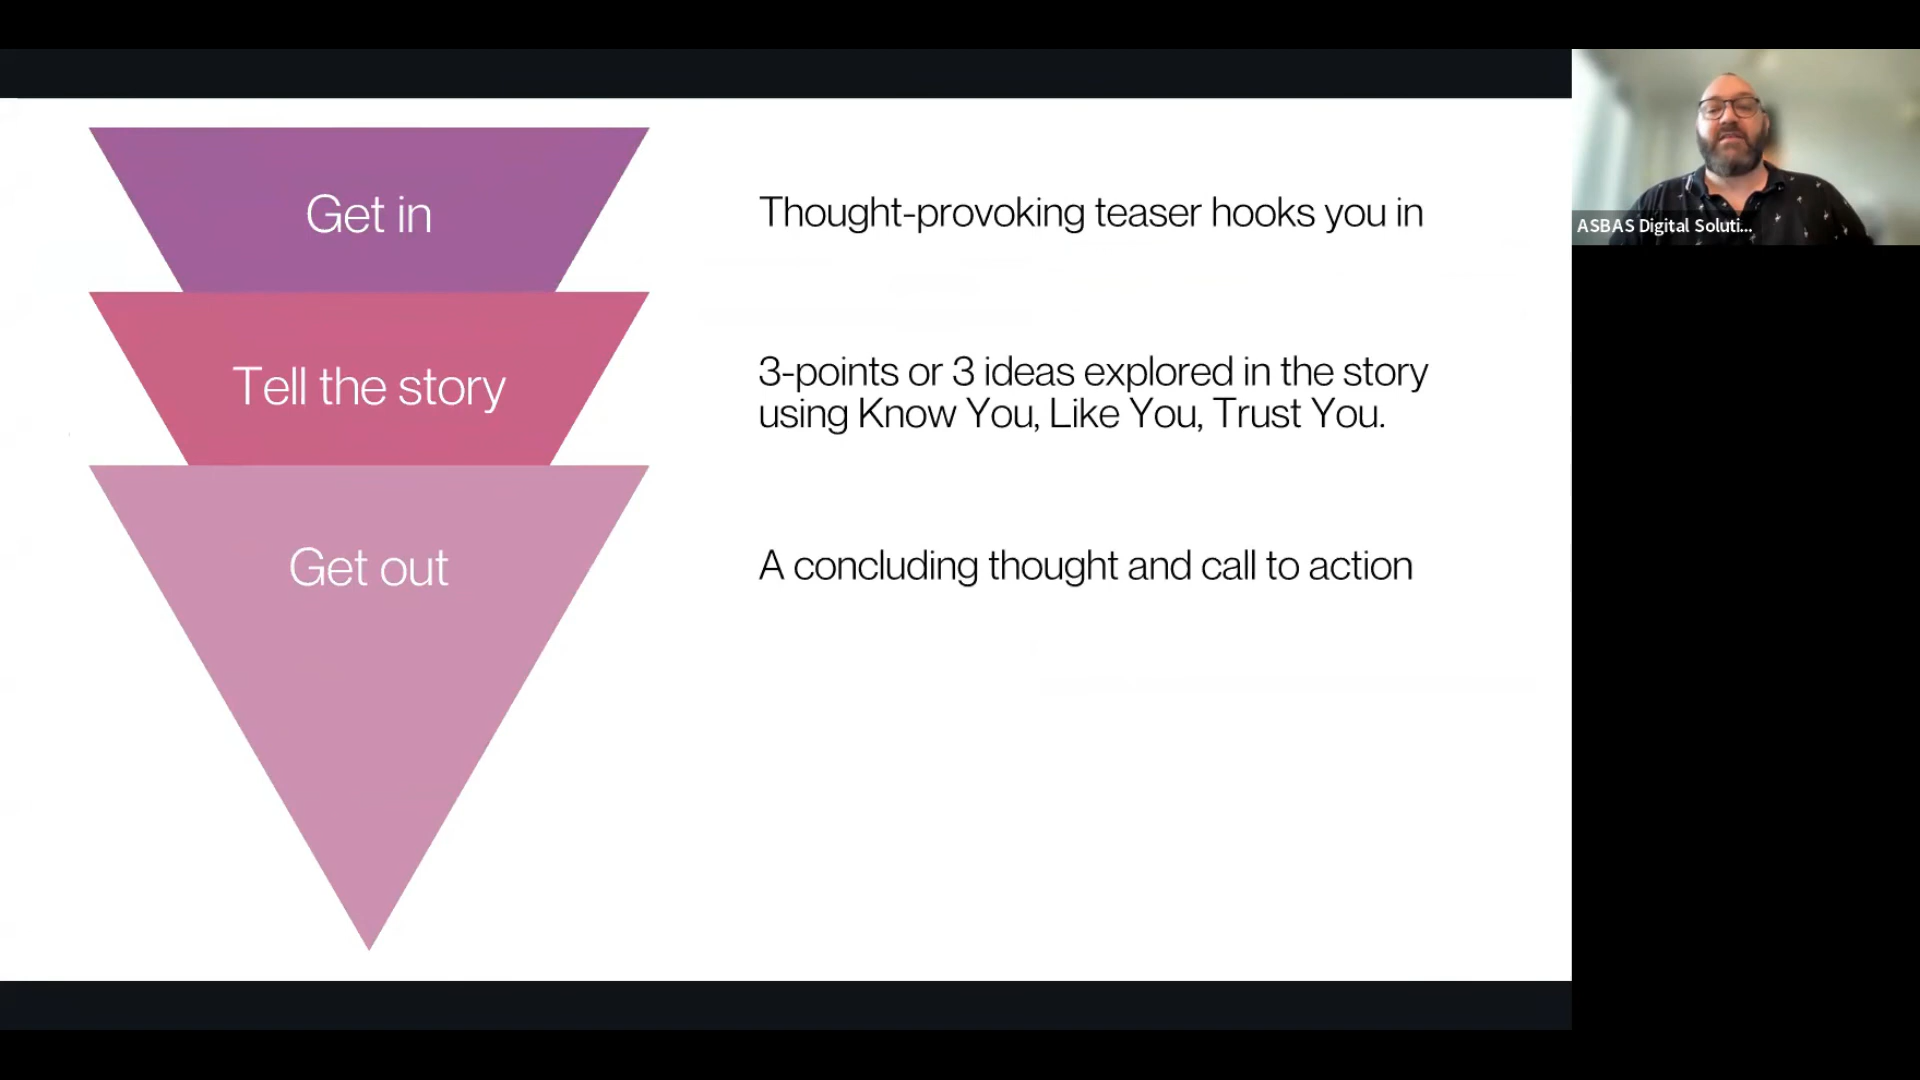 Get in
Thought-provoking teaser hooks you in
ASBAS Digital Soluti...
Tell the story
3-points or 3 ideas explored in the story
using Know You, Like You, Trust You.
Get out
A concluding thought and call to action